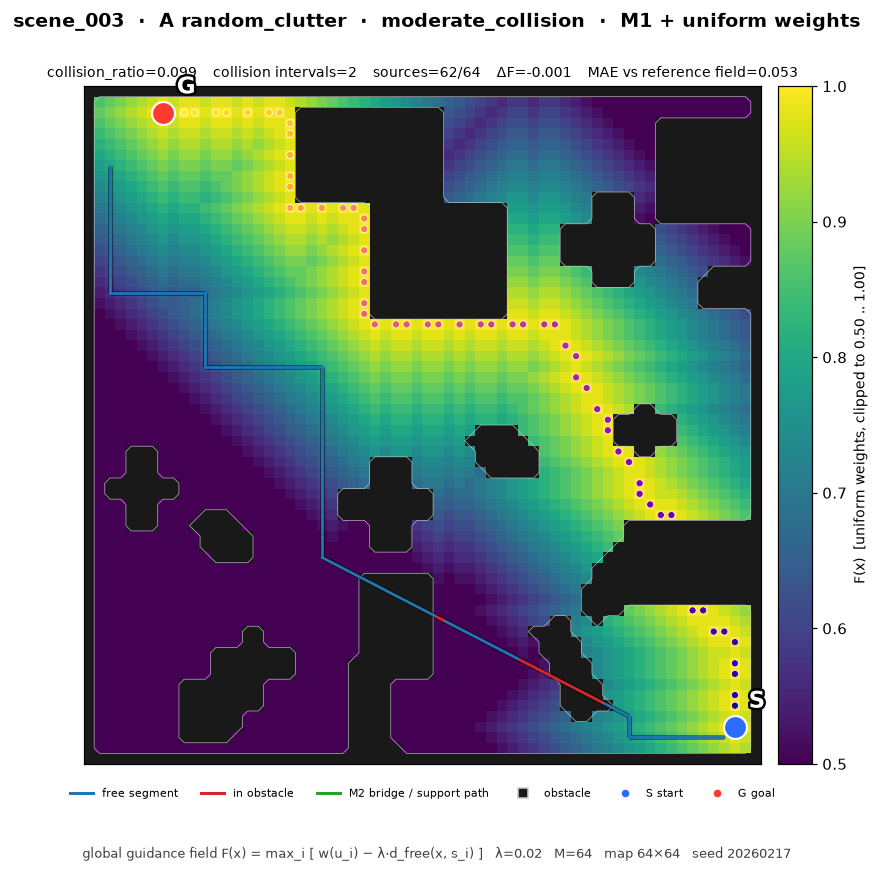 scene_003 · A random_clutter · moderate_collision · M1 + uniform weights
collision_ratio=0.099 collision intervals=2 sources=62/64 ΔF=-0.001 MAE vs reference field=0.053
G
1.0
0.9
0.8
0.7
0.6
0.5
F(x) [uniform weights, clipped to 0.50 .. 1.00]
S
free segment
in obstacle
M2 bridge / support path
obstacle
S start
G goal
global guidance field F(x) = max_i [ w(u_i) − λ·d_free(x, s_i) ] λ=0.02 M=64 map 64×64 seed 20260217